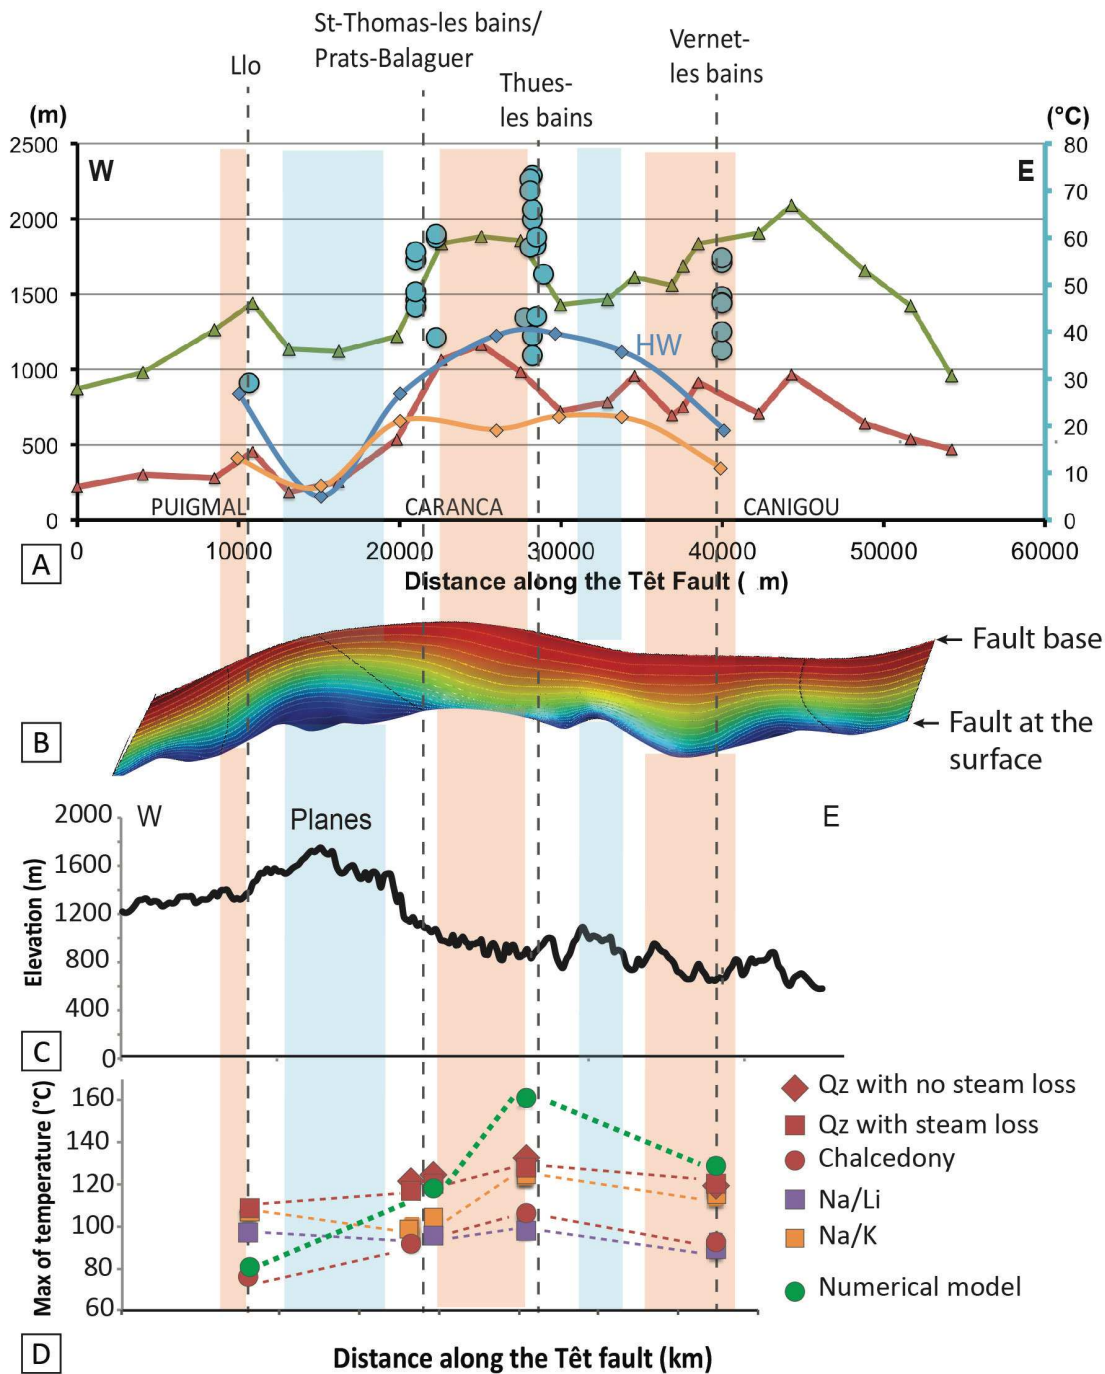 St-Thomas-les bains/
Prats-Balaguer
Vernet-
les bains
Llo
Thues-
les bains
(m)
(°C)
2500
80
W
E
70
2000
60
1500
50
40
HW
1000
30
20
500
10
PUIGMAL
CARANCA
CANIGOU
0
0
0
10000
20000
30000
40000
50000
60000
A
Distance along the Têt Fault ( m)
Fault base
Fault at the
surface
B
2000
W
Planes
E
1600
1200
800
400
0
Elevation (m)
C
160
140
120
100
80
60
Max of temperature (°C)
Qz with no steam loss
Qz with steam loss
Chalcedony
Na/Li
Na/K
Numerical model
D
Distance along the Têt fault (km)